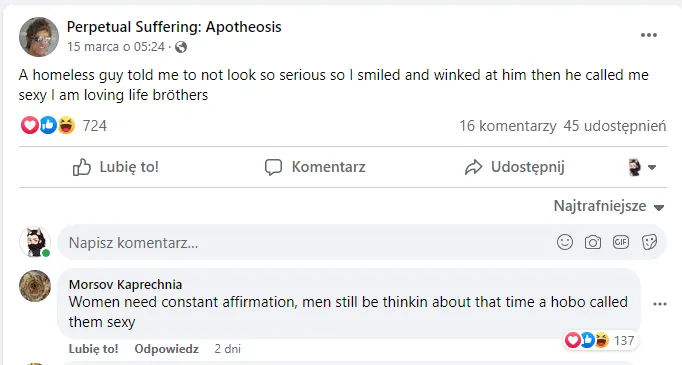 Perpetual Suffering: Apotheosis
15 marca o 05:24 ·
A homeless guy told me to not look so serious so I smiled and winked at him then he called me
sexy I am loving life bröthers
724
16 komentarzy 45 udostępnień
Lubię to! Komentarz Udostępnij
Najtrafniejsze
Napisz komentarz...
GIF
Morsov Kaprechnia
Women need constant affirmation, men still be thinkin about that time a hobo called
them sexy
137
Lubię to! Odpowiedz 2 dni